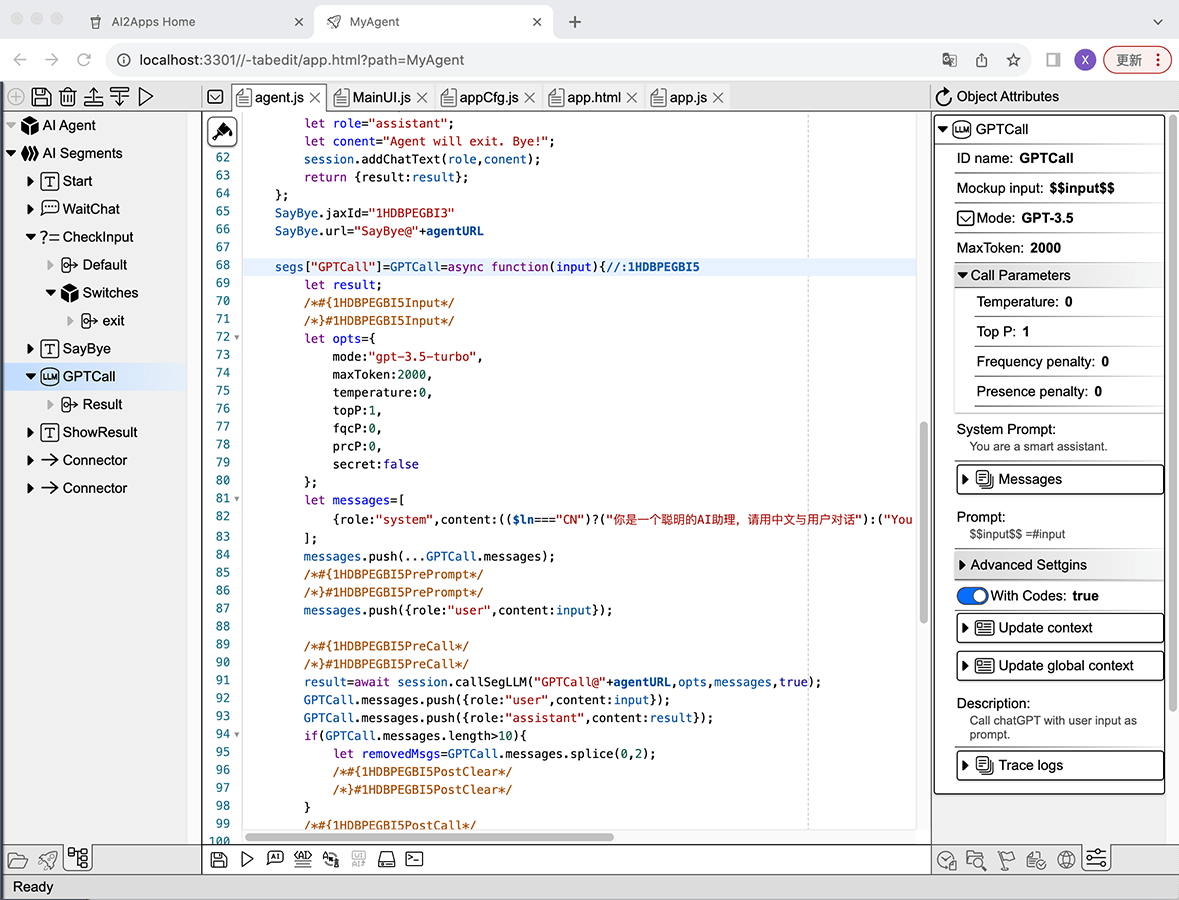 AI2Apps Home
MyAgent
localhost:3301//-tabedit/app.html?path=MyAgent
X
更新
agent.js
MainUI.js
appCfg.js
app.html
app.js
Object Attributes
AI Agent
AI Segments
Start
WaitChat
?= CheckInput
Default
Switches
exit
SayBye
LLM GPTCall
Result
ShowResult
Connector
Connector
let role="assistant";
let conent="Agent will exit. Bye!";
62 session.addChatText(role,conent);
63 return {result:result};
64 };
65 SayBye.jaxId="1HDBPEGBI3"
66 SayBye.url="SayBye@"+agentURL
67
68 segs["GPTCall"]=GPTCall=async function(input){//:1HDBPEGBI5
69 let result;
70 /*#{1HDBPEGBI5Input*/
71 /*}#1HDBPEGBI5Input*/
72 let opts={
73 mode:"gpt-3.5-turbo",
74 maxToken:2000,
75 temperature:0,
76 topP:1,
77 fqcP:0,
78 prcP:0,
79 secret:false
80 };
81 let messages=[
82 {role:"system",content:(($ln==="CN")?("你是一个聪明的AI助理，请用中文与用户对话"):("You
83 ];
84 messages.push(...GPTCall.messages);
85 /*#{1HDBPEGBI5PrePrompt*/
86 /*}#1HDBPEGBI5PrePrompt*/
87 messages.push({role:"user",content:input});
88
89 /*#{1HDBPEGBI5PreCall*/
90 /*}#1HDBPEGBI5PreCall*/
91 result=await session.callSegLLM("GPTCall@"+agentURL,opts,messages,true);
92 GPTCall.messages.push({role:"user",content:input});
93 GPTCall.messages.push({role:"assistant",content:result});
94 if(GPTCall.messages.length>10){
95 let removedMsgs=GPTCall.messages.splice(0,2);
96 /*#{1HDBPEGBI5PostClear*/
97 /*}#1HDBPEGBI5PostClear*/
98 }
99 /*#{1HDBPEGBI5PostCall*/
100
LLM GPTCall
ID name: GPTCall
Mockup input: $$input$$
Mode: GPT-3.5
MaxToken: 2000
Call Parameters
Temperature: 0
Top P: 1
Frequency penalty: 0
Presence penalty: 0
System Prompt:
You are a smart assistant.
Messages
Prompt:
$$input$$ =#input
Advanced Settgins
With Codes: true
Update context
Update global context
Description:
Call chatGPT with user input as
prompt.
Trace logs
Ready